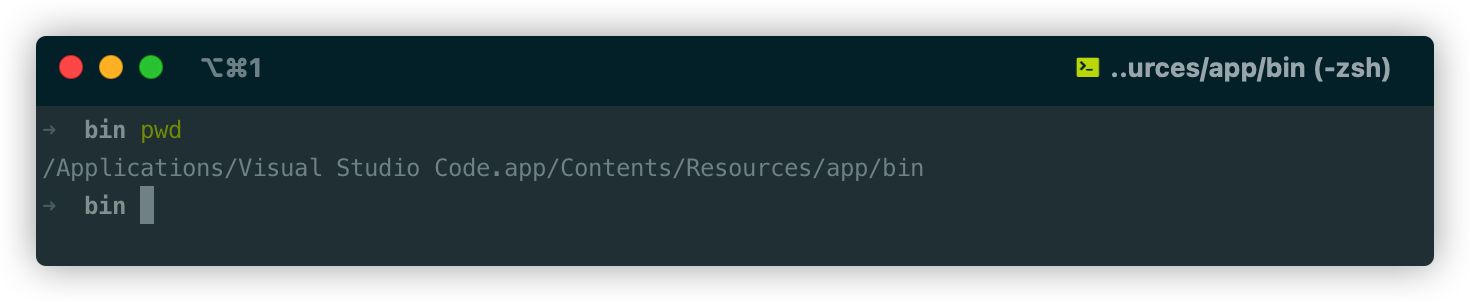 ⌥⌘1
..urces/app/bin (-zsh)
➜ bin pwd
/Applications/Visual Studio Code.app/Contents/Resources/app/bin
➜ bin